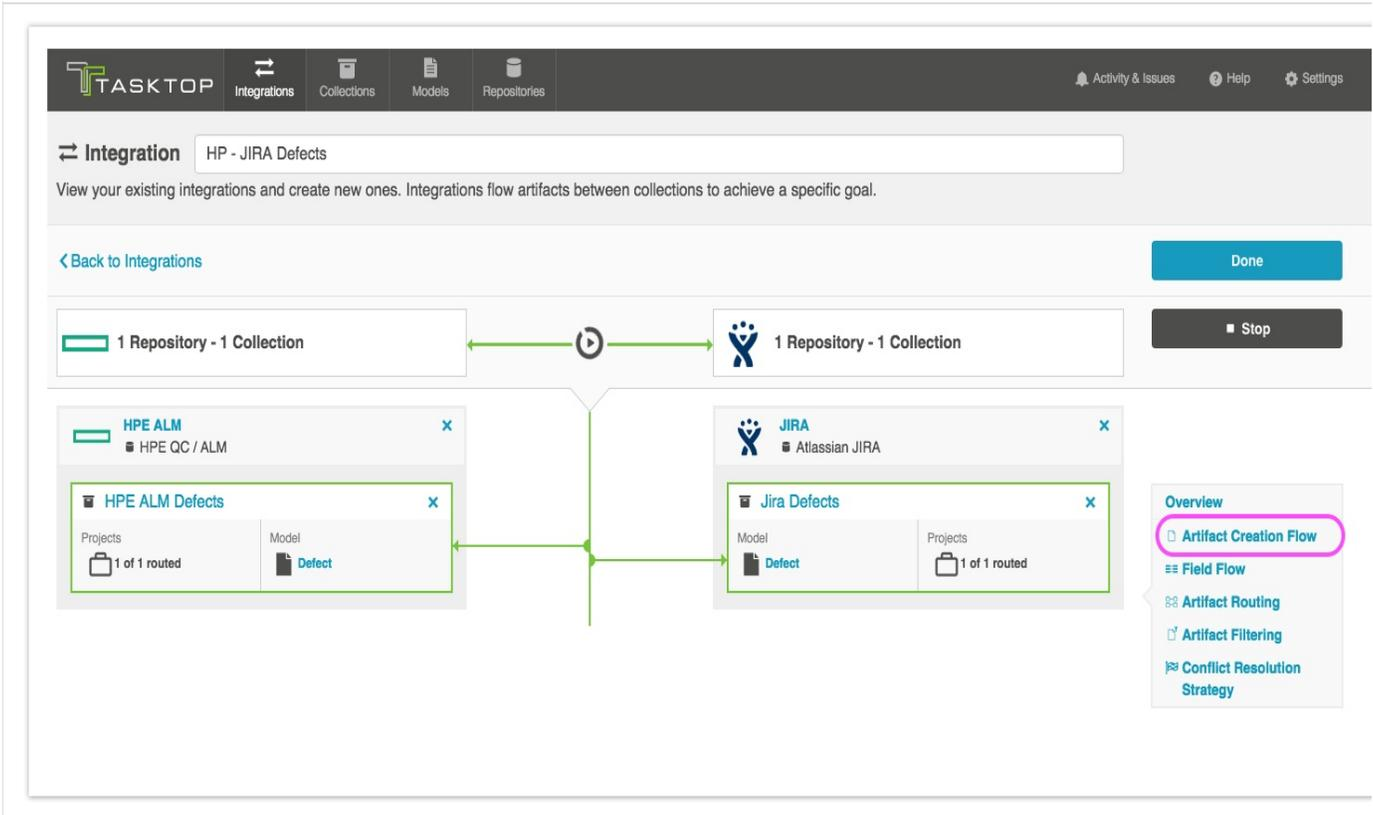 TASKTOP
Integrations Collections Models Repositories
Activity & Issues Help Settings
Integration HP - JIRA Defects
View your existing integrations and create new ones. Integrations flow artifacts between collections to achieve a specific goal.
Back to Integrations
Done
1 Repository - 1 Collection
1 Repository - 1 Collection
Stop
HPE ALM
HPE QC / ALM
HPE ALM Defects
Projects
1 of 1 routed
Model
Defect
JIRA
Atlassian JIRA
Jira Defects
Model
Defect
Projects
1 of 1 routed
Overview
Artifact Creation Flow
Field Flow
Artifact Routing
Artifact Filtering
Conflict Resolution
Strategy